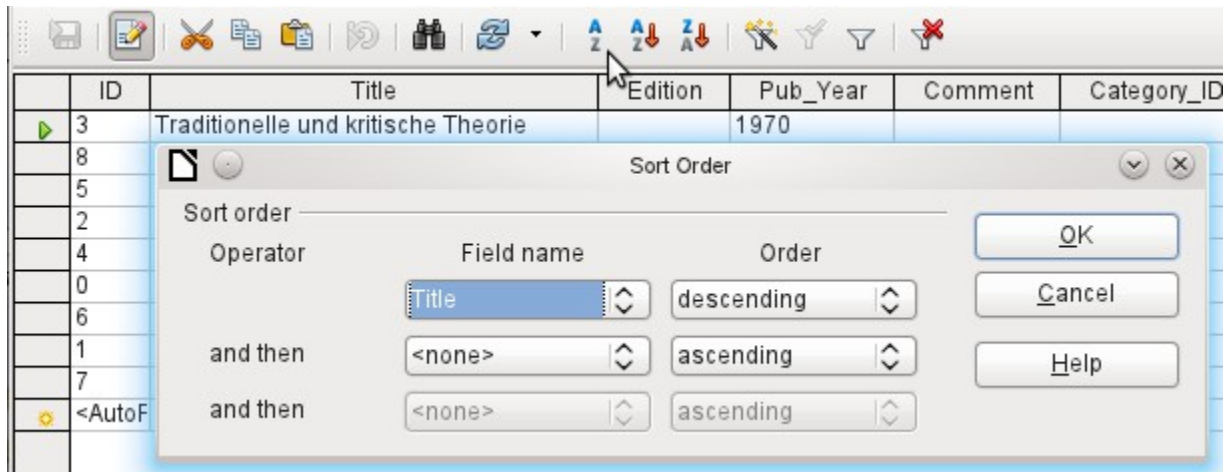 ID Title Edition Pub_Year Comment Category_ID
3 Traditionelle und kritische Theorie 1970
8
5
2
4
0
6
1
7
<AutoF
Sort Order
Sort order
Operator Field name Order
Title descending
and then <none> ascending
and then <none> ascending
OK
Cancel
Help